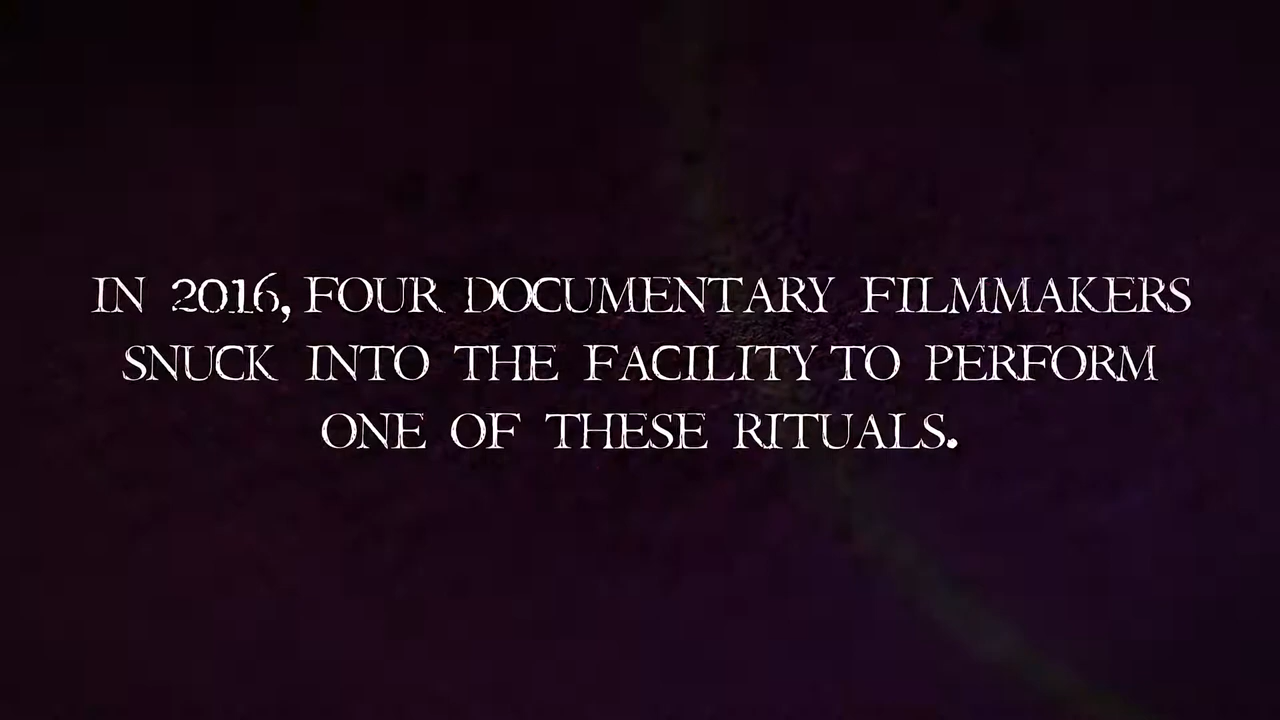 IN 2016, FOUR DOCUMENTARY FILMMAKERS
SNUCK INTO THE FACILITY TO PERFORM
ONE OF THESE RITUALS.